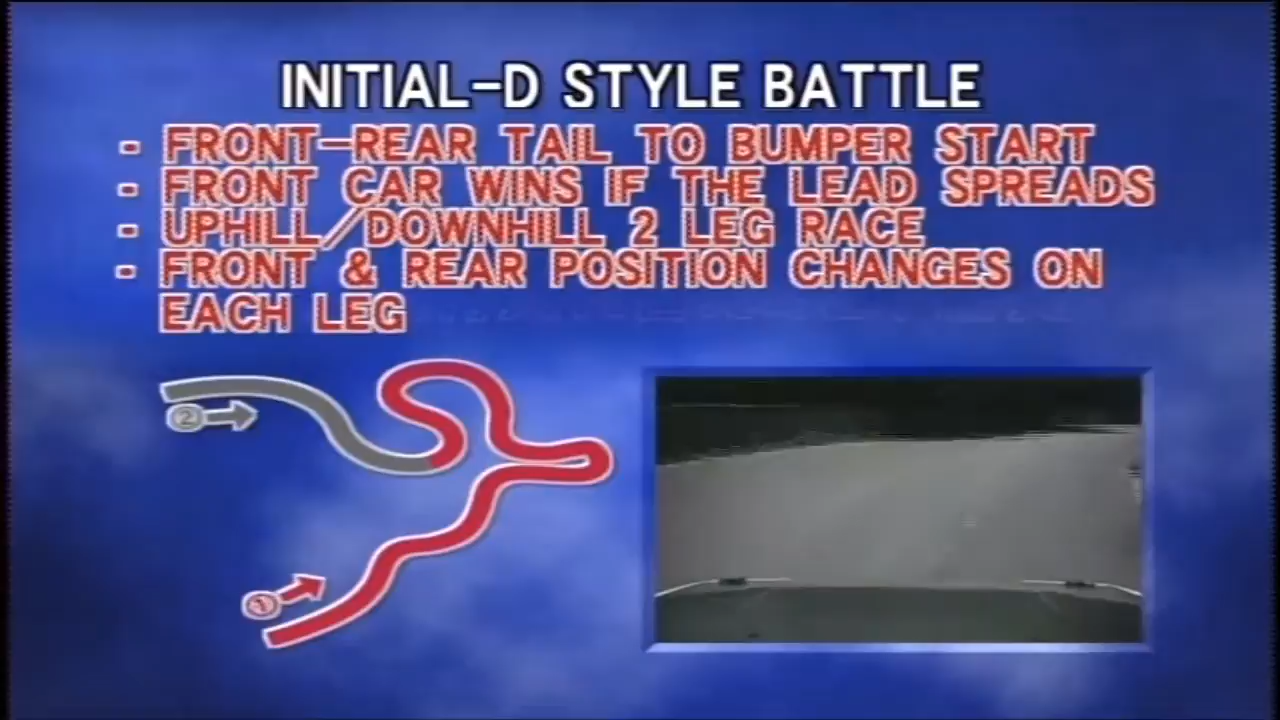 INITIAL-D STYLE BATTLE
- FRONT-REAR TAIL TO BUMPER START
- FRONT CAR WINS IF THE LEAD SPREADS
- UPHILL/DOWNHILL 2 LEG RACE
- FRONT & REAR POSITION CHANGES ON
EACH LEG
②
①